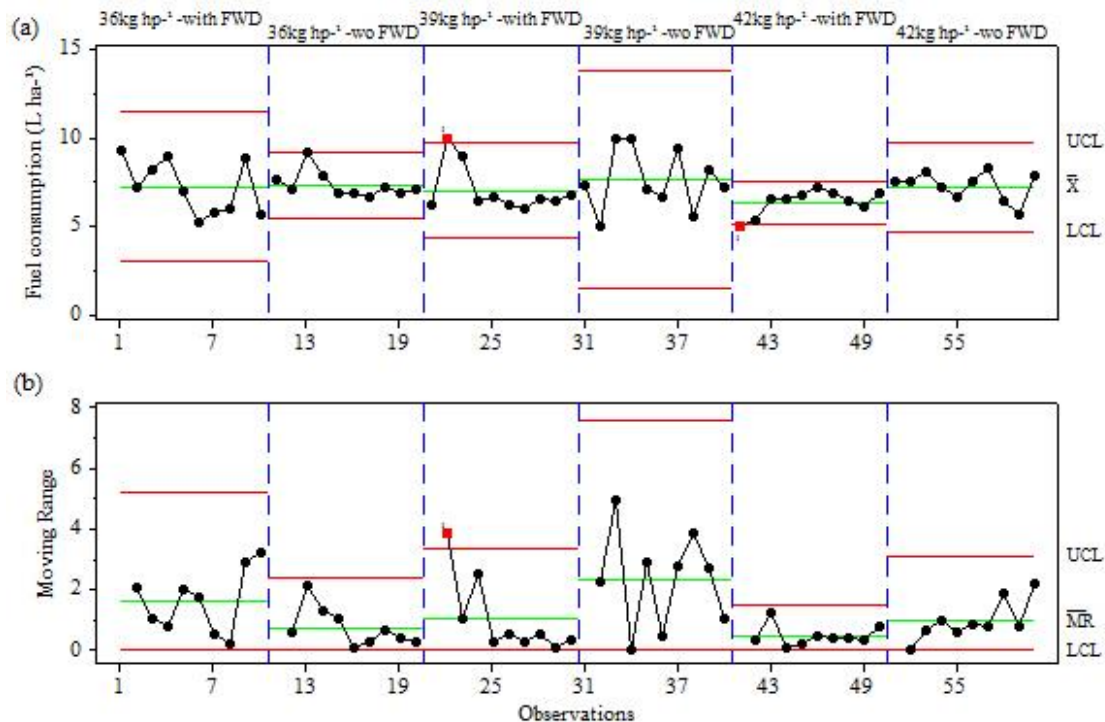 (a)
36kg hp-¹ -with FWD
36kg hp-¹ -wo FWD
39kg hp-¹ -with FWD
39kg hp-¹ -wo FWD
42kg hp-¹ -with FWD
42kg hp-¹ -wo FWD
Fuel consumption (L ha-¹)
15
10
5
0
1
1
UCL
X̅
LCL
1 7 13 19 25 31 37 43 49 55
(b)
Moving Range
8
6
4
2
0
1
UCL
M̅R̅
LCL
1 7 13 19 25 31 37 43 49 55
Observations